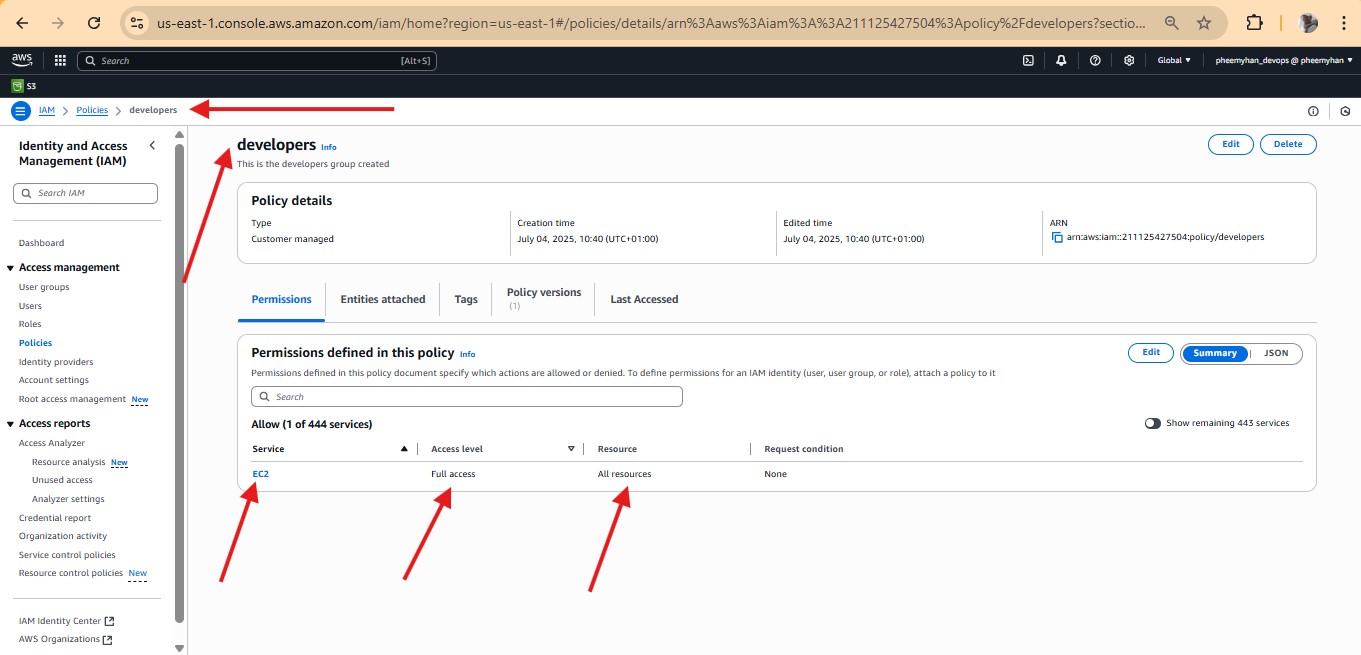 us-east-1.console.aws.amazon.com/iam/home?region=us-east-1#/policies/details/arn%3Aaws%3Aiam%3A%3A211125427504%3Apolicy%2Fdevelopers?sectio...
aws
Search [Alt+S]
Global ▼
pheemyhan_devops @ pheemyhan ▼
S3
IAM > Policies > developers
Identity and Access
Management (IAM)
Search IAM
Dashboard
Access management
User groups
Users
Roles
Policies
Identity providers
Account settings
Root access management New
Access reports
Access Analyzer
Resource analysis New
Unused access
Analyzer settings
Credential report
Organization activity
Service control policies
Resource control policies New
IAM Identity Center
AWS Organizations
developers Info
This is the developers group created
Edit
Delete
Policy details
Type
Customer managed
Creation time
July 04, 2025, 10:40 (UTC+01:00)
Edited time
July 04, 2025, 10:40 (UTC+01:00)
ARN
arn:aws:iam::211125427504:policy/developers
Permissions
Entities attached
Tags
Policy versions
(1)
Last Accessed
Permissions defined in this policy Info
Edit
Summary
JSON
Permissions defined in this policy document specify which actions are allowed or denied. To define permissions for an IAM identity (user, user group, or role), attach a policy to it
Search
Allow (1 of 444 services)
Show remaining 443 services
Service Access level Resource Request condition
EC2 Full access All resources None